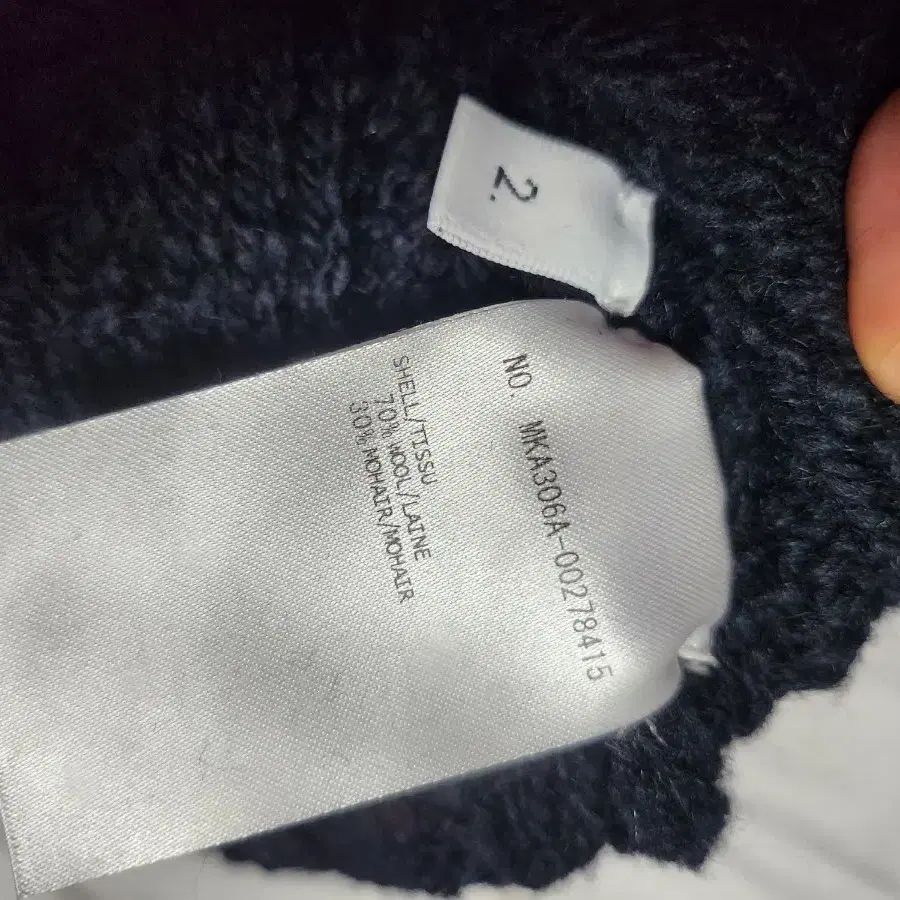 2.
NO. MKA306A-00278415
SHELL/TISSU
70% WOOL/LAINE
30% MOHAIR/MOHAIR